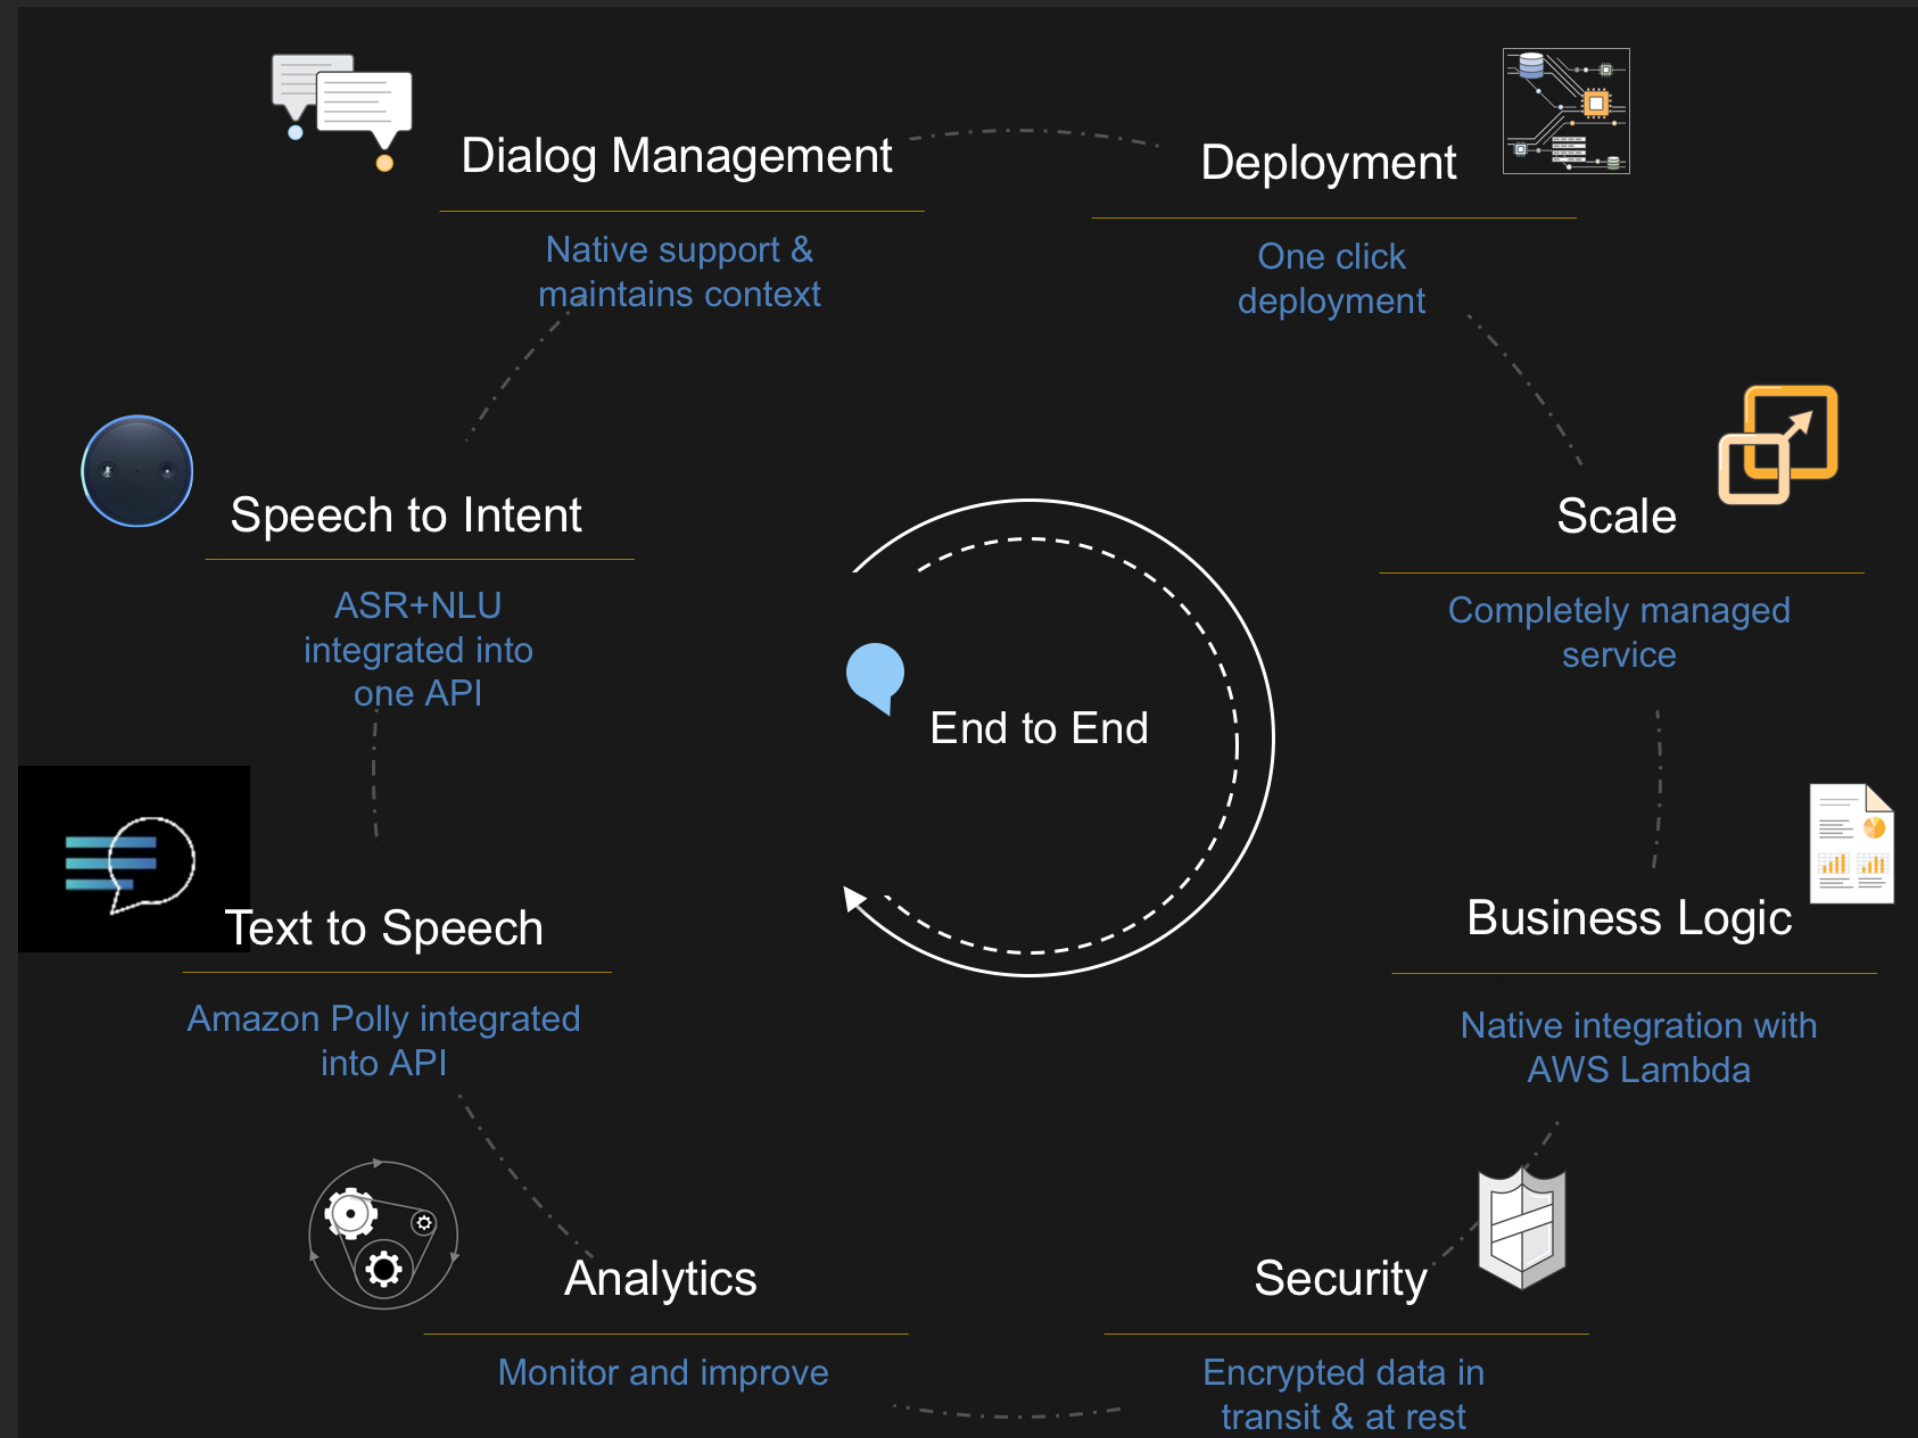 Dialog Management
Native support &
maintains context
Deployment
One click
deployment
Speech to Intent
ASR+NLU
integrated into
one API
Scale
Completely managed
service
End to End
Text to Speech
Amazon Polly integrated
into API
Business Logic
Native integration with
AWS Lambda
Analytics
Monitor and improve
Security
Encrypted data in
transit & at rest